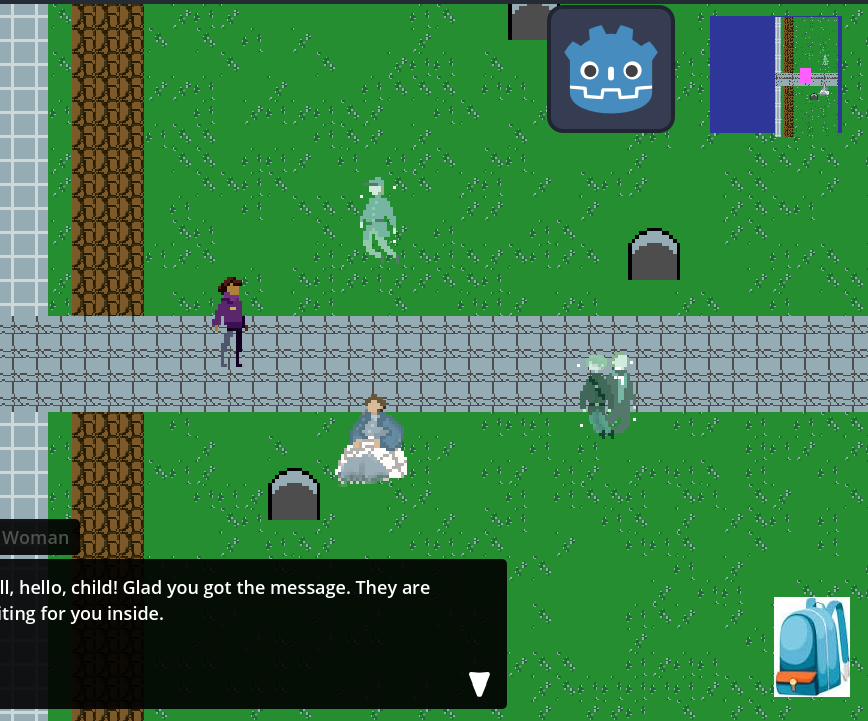 Woman
ll, hello, child! Glad you got the message. They are
iting for you inside.